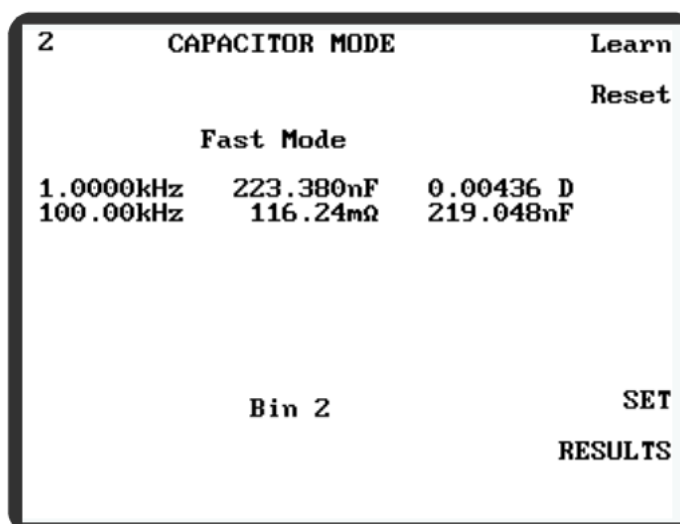 2 CAPACITOR MODE Learn
Reset
Fast Mode
1.0000kHz 223.380nF 0.00436 D
100.00kHz 116.24mΩ 219.048nF
Bin 2 SET
RESULTS